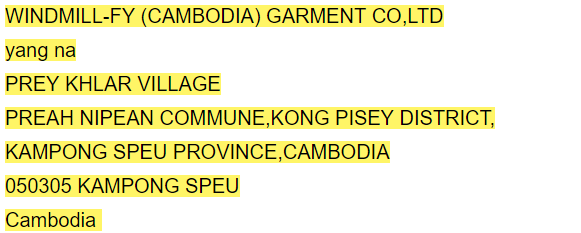 WINDMILL-FY (CAMBODIA) GARMENT CO,LTD
yang na
PREY KHLAR VILLAGE
PREAH NIPEAN COMMUNE,KONG PISEY DISTRICT,
KAMPONG SPEU PROVINCE,CAMBODIA
050305 KAMPONG SPEU
Cambodia